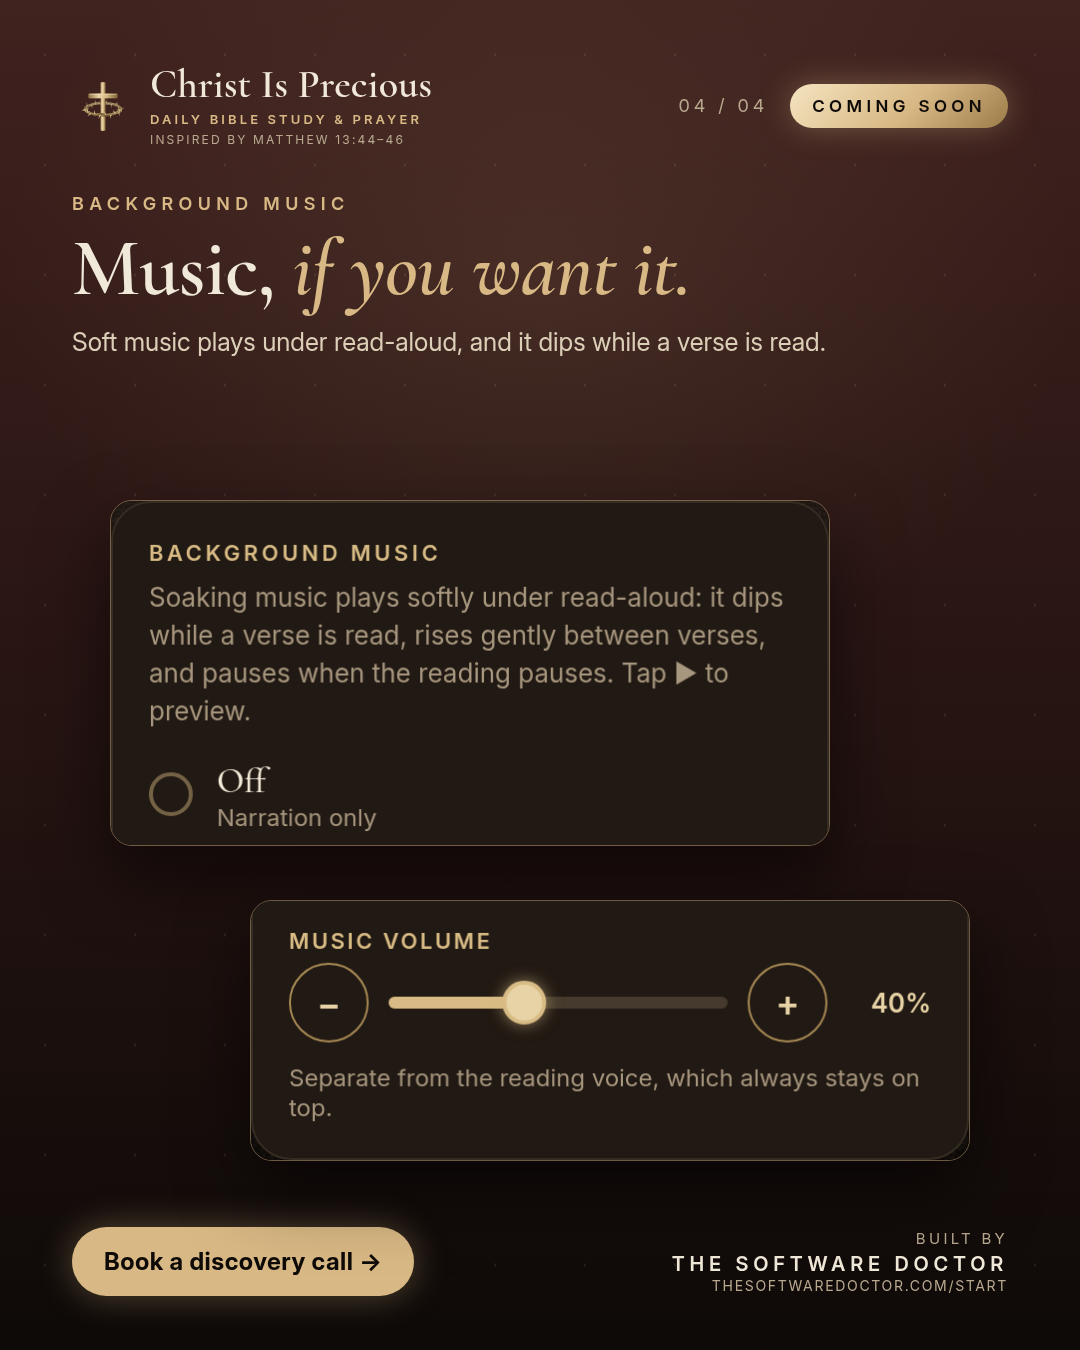 Christ Is Precious
DAILY BIBLE STUDY & PRAYER
INSPIRED BY MATTHEW 13:44–46
04 / 04
COMING SOON
BACKGROUND MUSIC
Music, if you want it.
Soft music plays under read-aloud, and it dips while a verse is read.
BACKGROUND MUSIC
Soaking music plays softly under read-aloud: it dips
while a verse is read, rises gently between verses,
and pauses when the reading pauses. Tap ▶ to
preview.
Off
Narration only
MUSIC VOLUME
– + 40%
Separate from the reading voice, which always stays on
top.
Book a discovery call →
BUILT BY
THE SOFTWARE DOCTOR
THESOFTWAREDOCTOR.COM/START